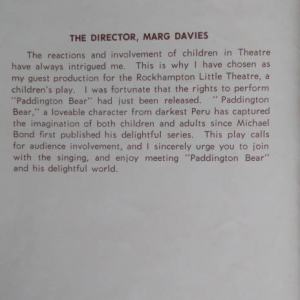 THE DIRECTOR, MARG DAVIES
The reactions and involvement of children in Theatre
have always intrigued me. This is why I have chosen as
my guest production for the Rockhampton Little Theatre, a
children's play. I was fortunate that the rights to perform
"Paddington Bear" had just been released. " Paddington
Bear," a loveable character from darkest Peru has captured
the imagination of both children and adults since Michael
Bond first published his delightful series. This play calls
for audience involvement, and I sincerely urge you to join
with the singing, and enjoy meeting "Paddington Bear"
and his delightful world.